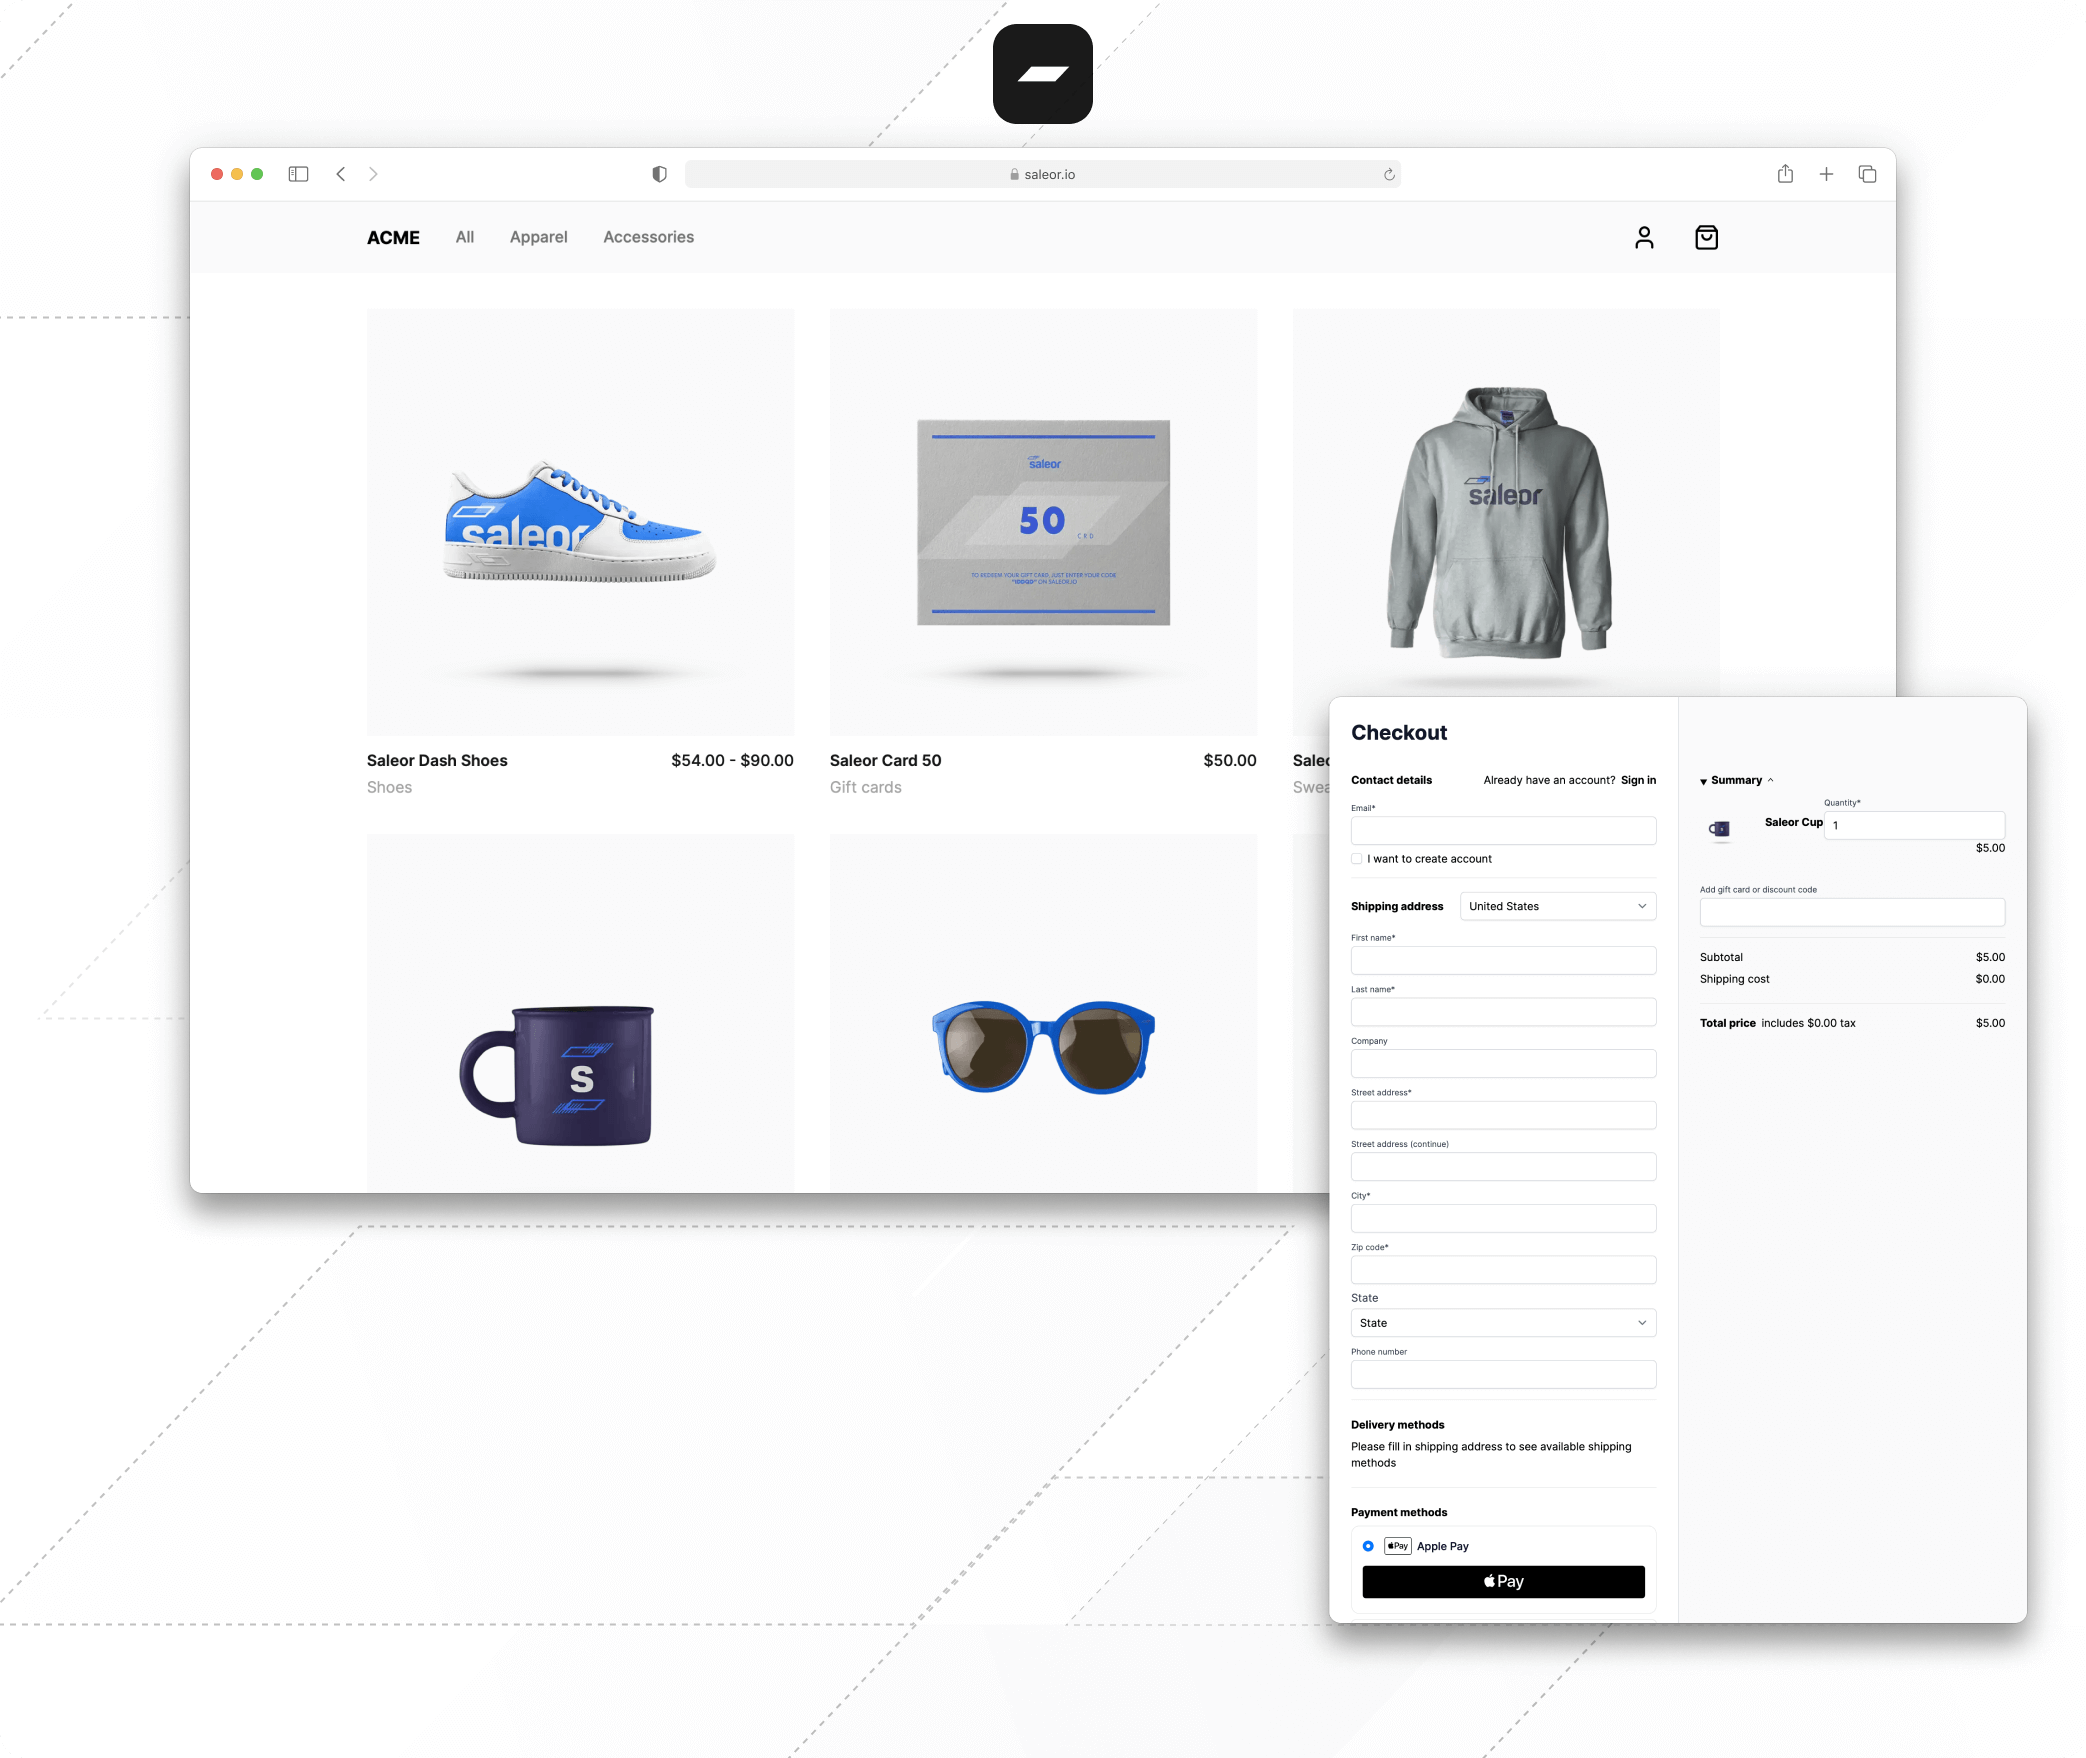 saleor.io
ACME All Apparel Accessories
saleor
saleor
50
CRD
TO REDEEM YOUR GIFT CARD, JUST ENTER YOUR CODE
ON SALEOR.IO
saleor
Saleor Dash Shoes $54.00 - $90.00
Shoes
Saleor Card 50 $50.00
Gift cards
S
Checkout
Contact details Already have an account? Sign in
Email*
I want to create account
Shipping address United States
First name*
Last name*
Company
Street address*
Street address (continue)
City*
Zip code*
State
State
Phone number
Delivery methods
Please fill in shipping address to see available shipping
methods
Payment methods
Pay Apple Pay
Pay
Summary
Quantity*
Saleor Cup 1
$5.00
Add gift card or discount code
Subtotal $5.00
Shipping cost $0.00
Total price includes $0.00 tax $5.00